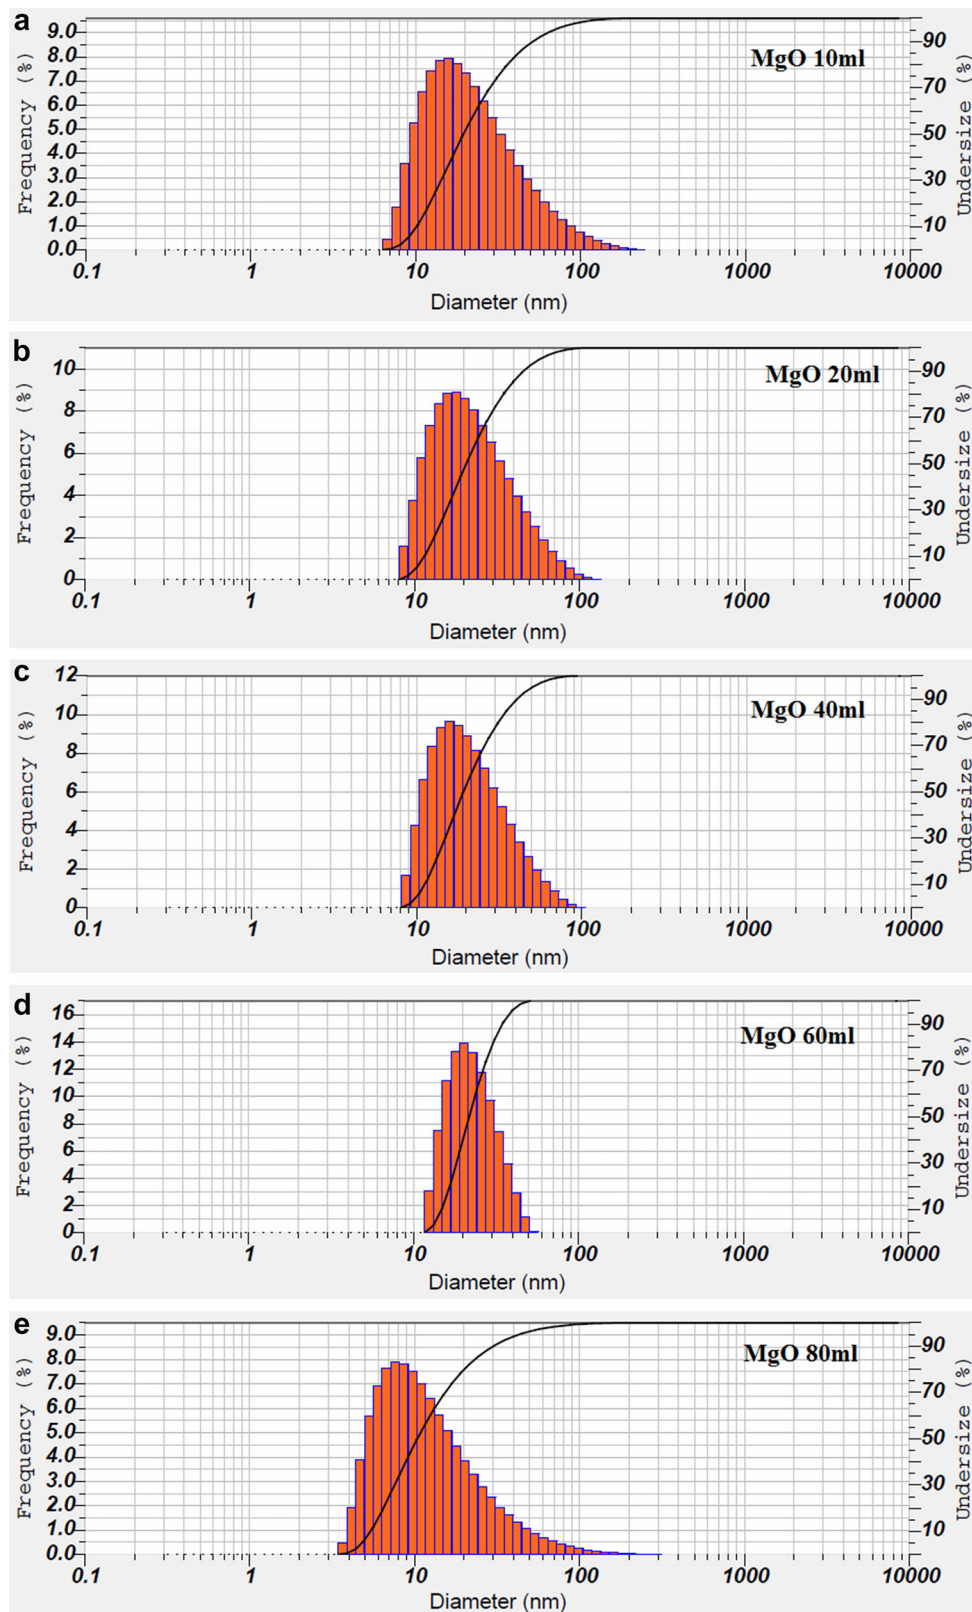 a
MgO 10ml
Frequency (%)
9.0
8.0
7.0
6.0
5.0
4.0
3.0
2.0
1.0
0.0
90
70
50
30
10
Undersize (%)
0.1 1 10 100 1000 10000
Diameter (nm)
b
MgO 20ml
Frequency (%)
10
8
6
4
2
0
90
70
50
30
10
Undersize (%)
0.1 1 10 100 1000 10000
Diameter (nm)
c
MgO 40ml
Frequency (%)
12
10
8
6
4
2
0
90
70
50
30
10
Undersize (%)
0.1 1 10 100 1000 10000
Diameter (nm)
d
MgO 60ml
Frequency (%)
16
14
12
10
8
6
4
2
0
90
70
50
30
10
Undersize (%)
0.1 1 10 100 1000 10000
Diameter (nm)
e
MgO 80ml
Frequency (%)
9.0
8.0
7.0
6.0
5.0
4.0
3.0
2.0
1.0
0.0
90
70
50
30
10
Undersize (%)
0.1 1 10 100 1000 10000
Diameter (nm)